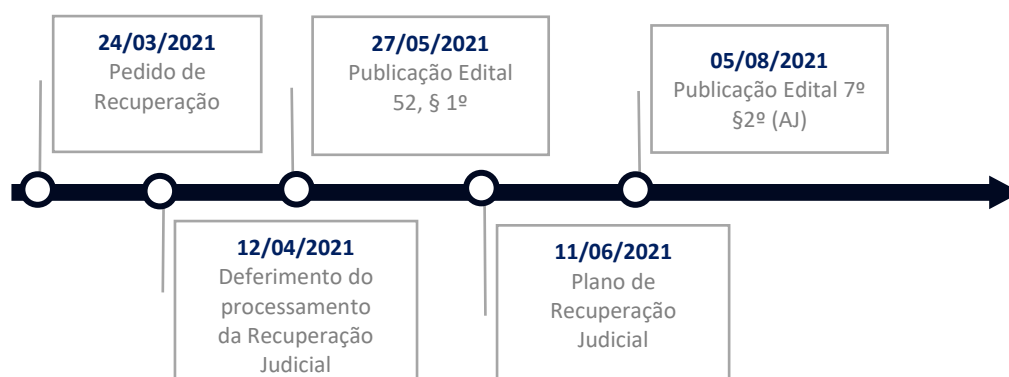 24/03/2021
Pedido de
Recuperação
27/05/2021
Publicação Edital
52, § 1º
05/08/2021
Publicação Edital 7º
§2º (AJ)
12/04/2021
Deferimento do
processamento
da Recuperação
Judicial
11/06/2021
Plano de
Recuperação
Judicial